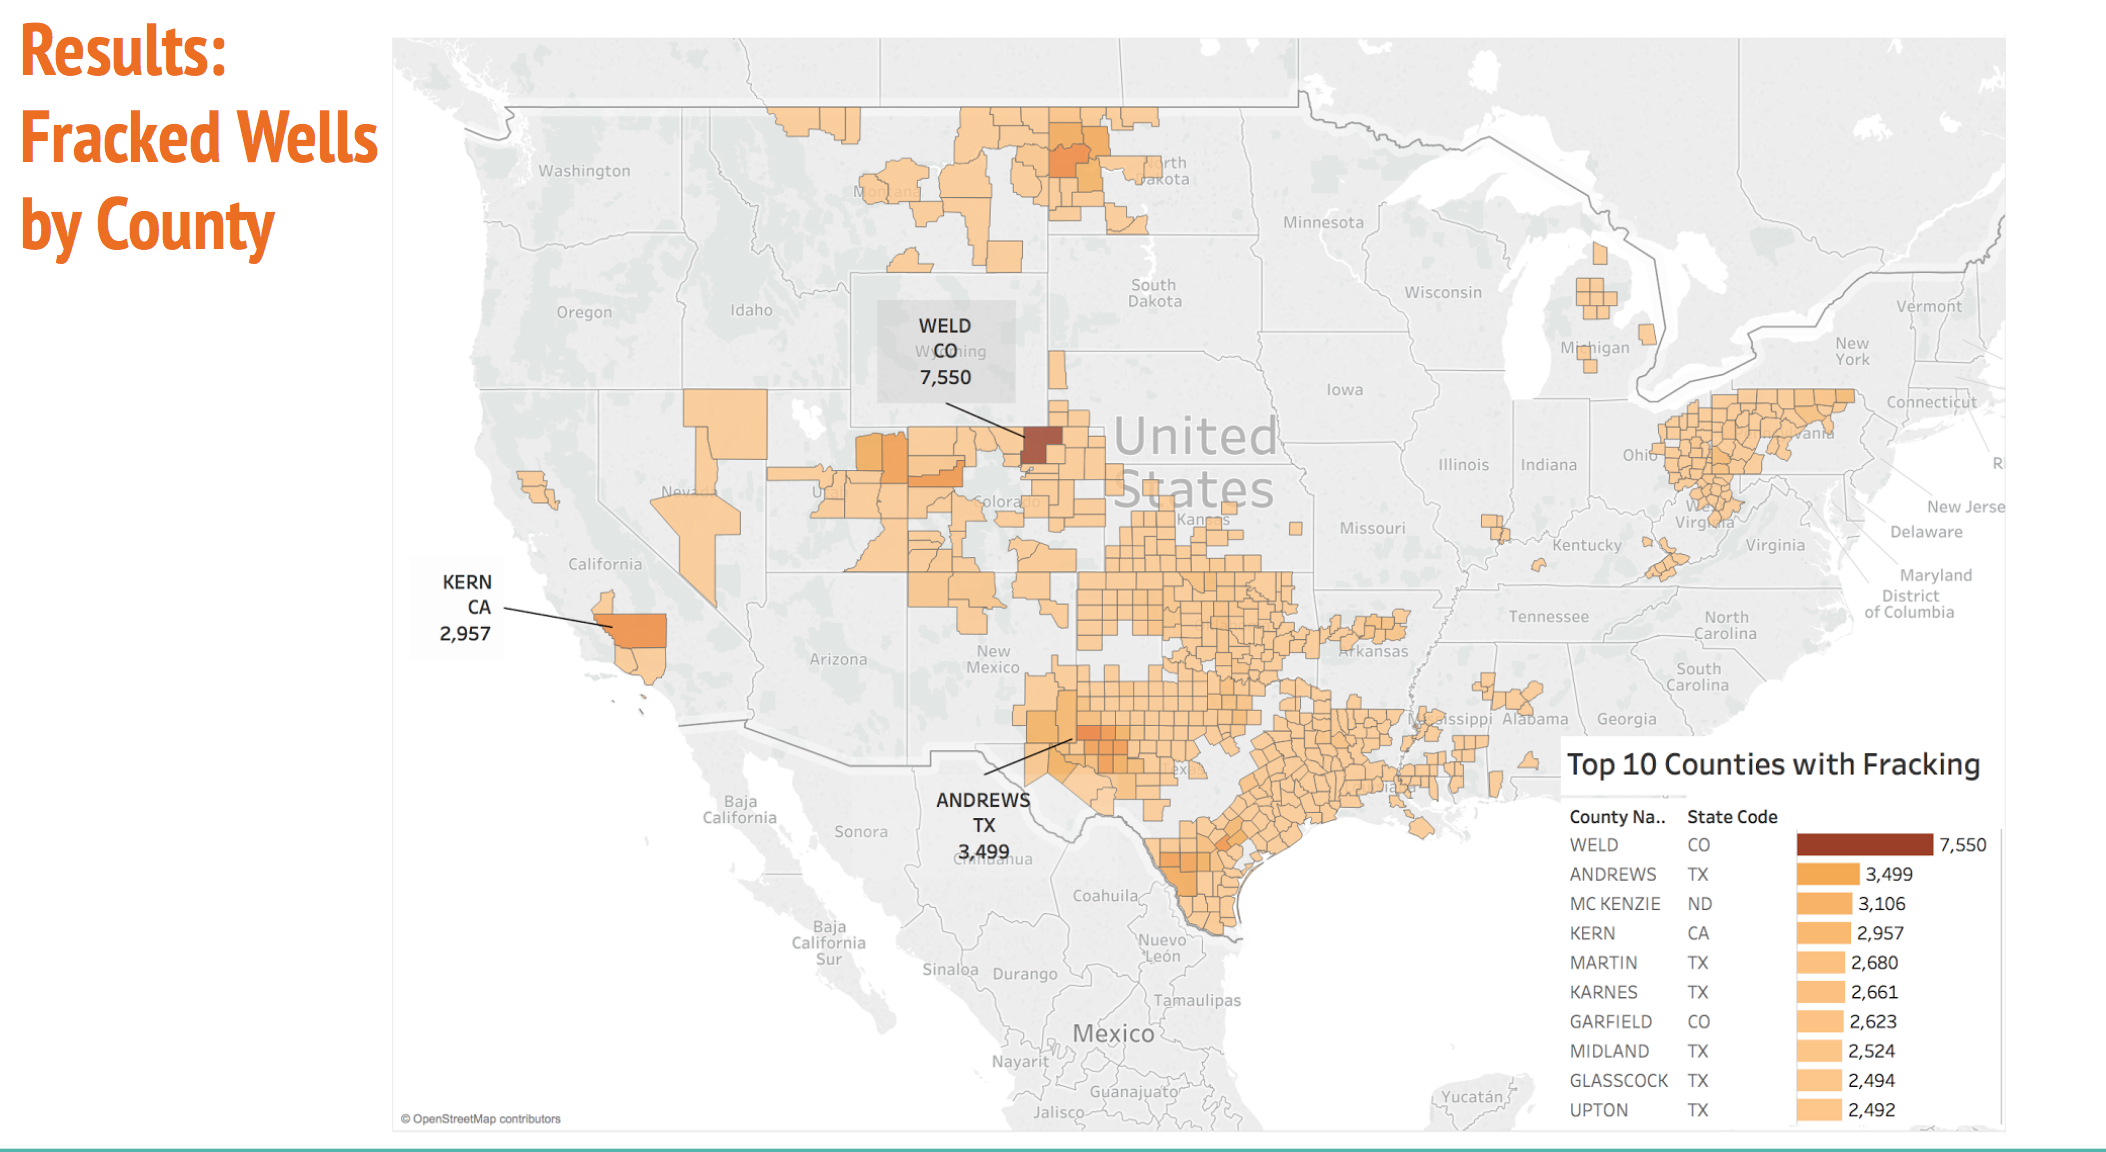 Results:
Fracked Wells
by County
Washington
Montana
North
Dakota
Minnesota
Oregon
Idaho
South
Dakota
Wisconsin
Michigan
Vermont
New
York
WELD
CO
7,550
Wyoming
Iowa
Connecticut
United
States
Illinois
Indiana
Ohio
vania
RI
Nevada
Utah
Colorado
Kansas
Missouri
West
Virginia
New Jerse
Delaware
Kentucky
Virginia
California
Maryland
District
of Columbia
KERN
CA
2,957
Tennessee
North
Carolina
Arizona
New
Mexico
Arkansas
South
Carolina
Mississippi
Alabama
Georgia
Texas
ANDREWS
TX
3,499
Baja
California
Sonora
Chihuahua
Coahuila
Baja
California
Sur
Nuevo
León
Sinaloa
Durango
Tamaulipas
Mexico
Nayarit
Guanajuato
Jalisco
Yucatán
Top 10 Counties with Fracking
County Na.. State Code
WELD CO 7,550
ANDREWS TX 3,499
MC KENZIE ND 3,106
KERN CA 2,957
MARTIN TX 2,680
KARNES TX 2,661
GARFIELD CO 2,623
MIDLAND TX 2,524
GLASSCOCK TX 2,494
UPTON TX 2,492
© OpenStreetMap contributors